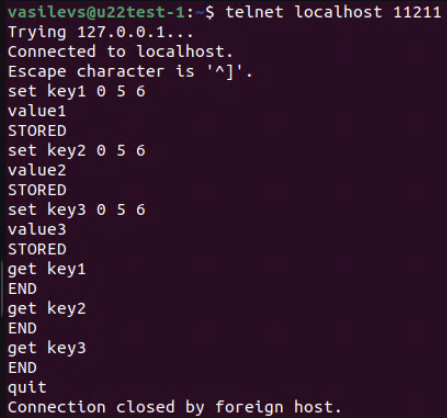 vasilevs@u22test-1:~$ telnet localhost 11211
Trying 127.0.0.1...
Connected to localhost.
Escape character is '^]'.
set key1 0 5 6
value1
STORED
set key2 0 5 6
value2
STORED
set key3 0 5 6
value3
STORED
get key1
END
get key2
END
get key3
END
quit
Connection closed by foreign host.